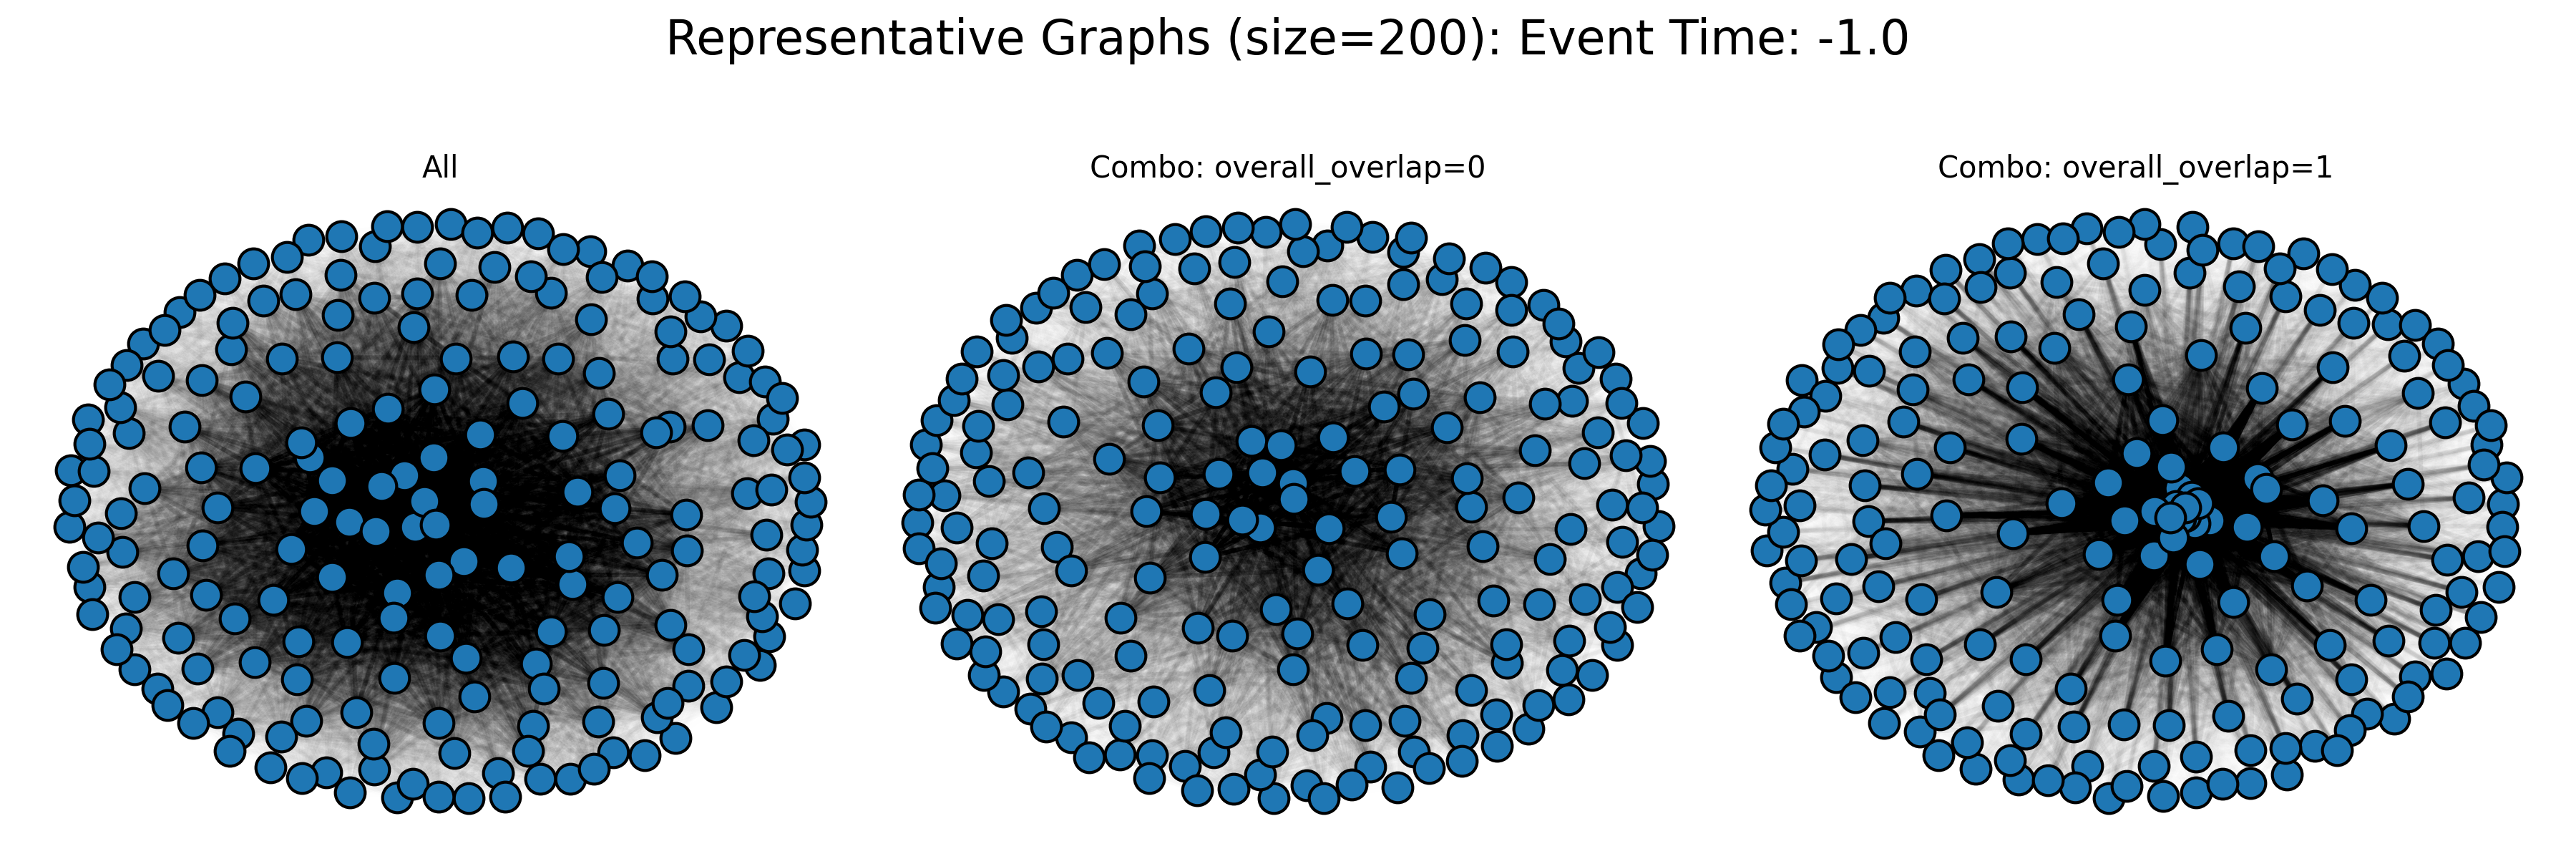 Representative Graphs (size=200): Event Time: -1.0
All
Combo: overall_overlap=0
Combo: overall_overlap=1